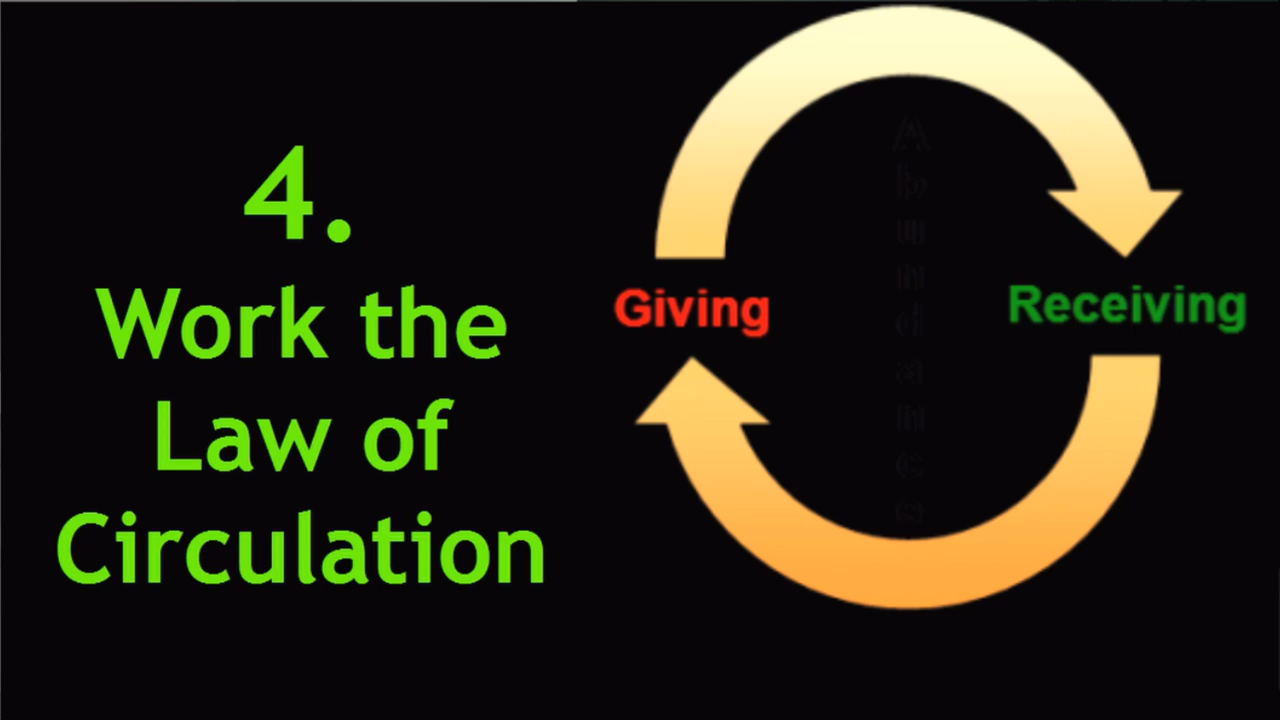 4.
Work the
Law of
Circulation
Giving
Receiving
A
b
u
n
d
a
n
c
e